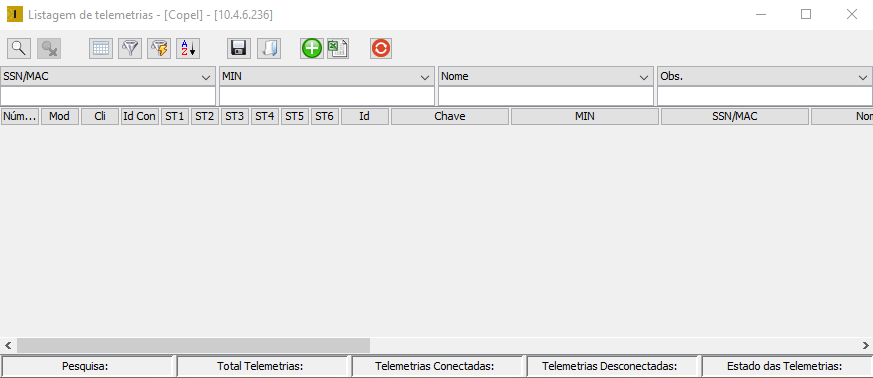 Listagem de telemetrias - [Copel] - [10.4.6.236]
SSN/MAC MIN Nome Obs.
Núm... Mod Cli Id Con ST1 ST2 ST3 ST4 ST5 ST6 Id Chave MIN SSN/MAC Nor
Pesquisa: Total Telemetrias: Telemetrias Conectadas: Telemetrias Desconectadas: Estado das Telemetrias: